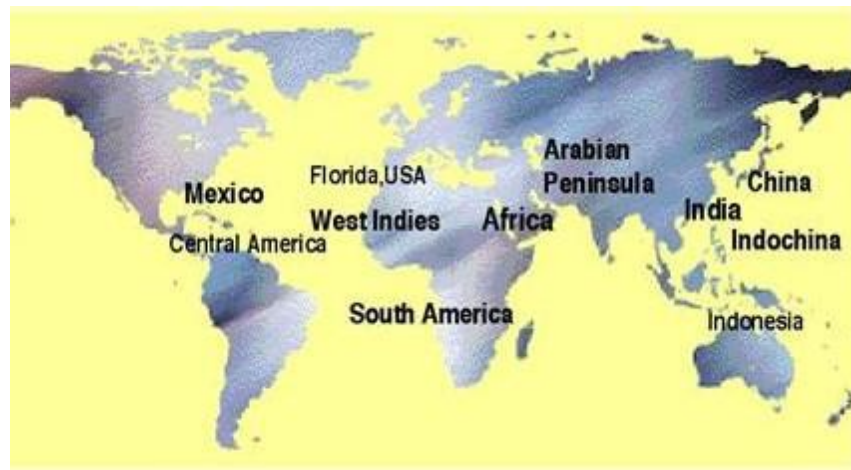 Arabian
Peninsula
Florida,USA
China
Mexico
West Indies
Africa
India
Central America
Indochina
South America
Indonesia